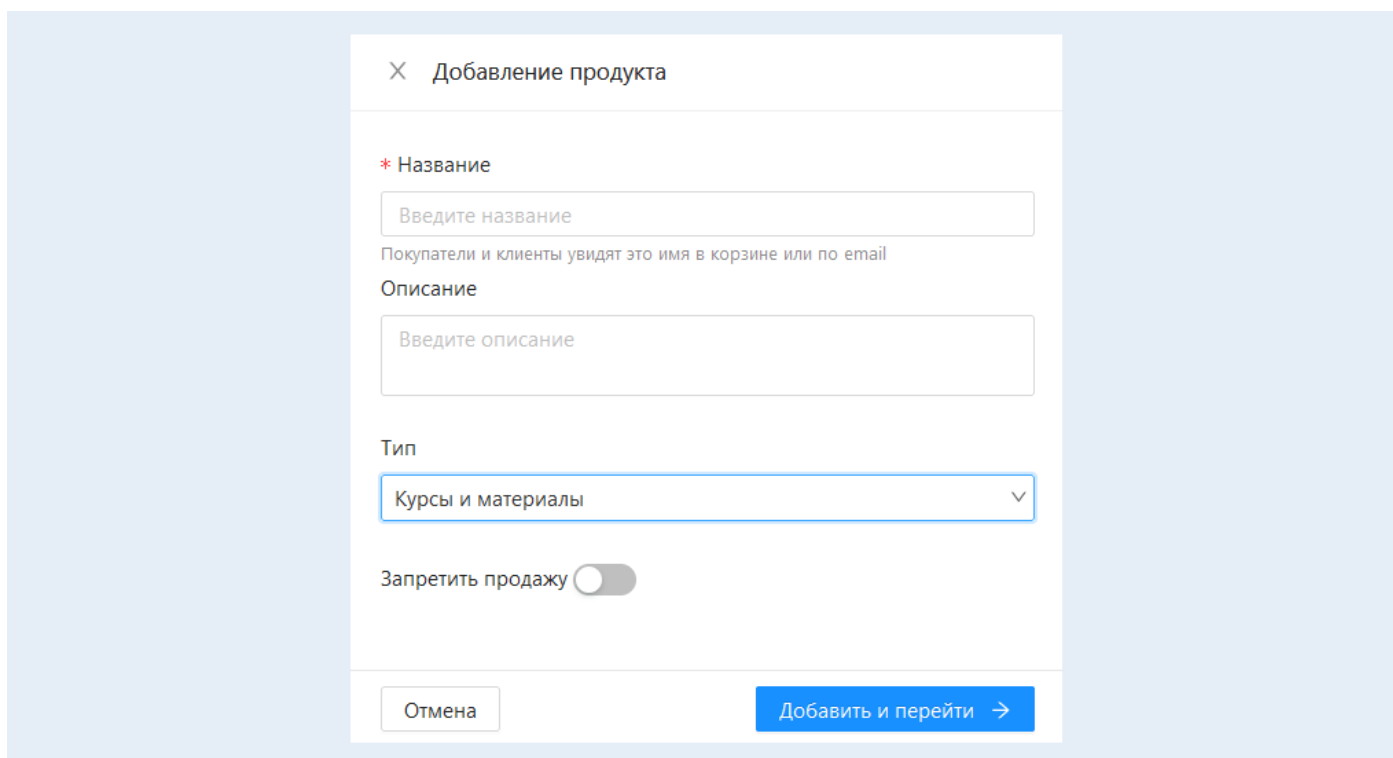 Добавление продукта
* Название
Введите название
Покупатели и клиенты увидят это имя в корзине или по email
Описание
Введите описание
Тип
Курсы и материалы
Запретить продажу
Отмена
Добавить и перейти →